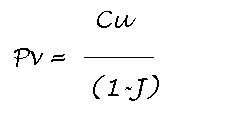 Cu
Pv =
(1-J)